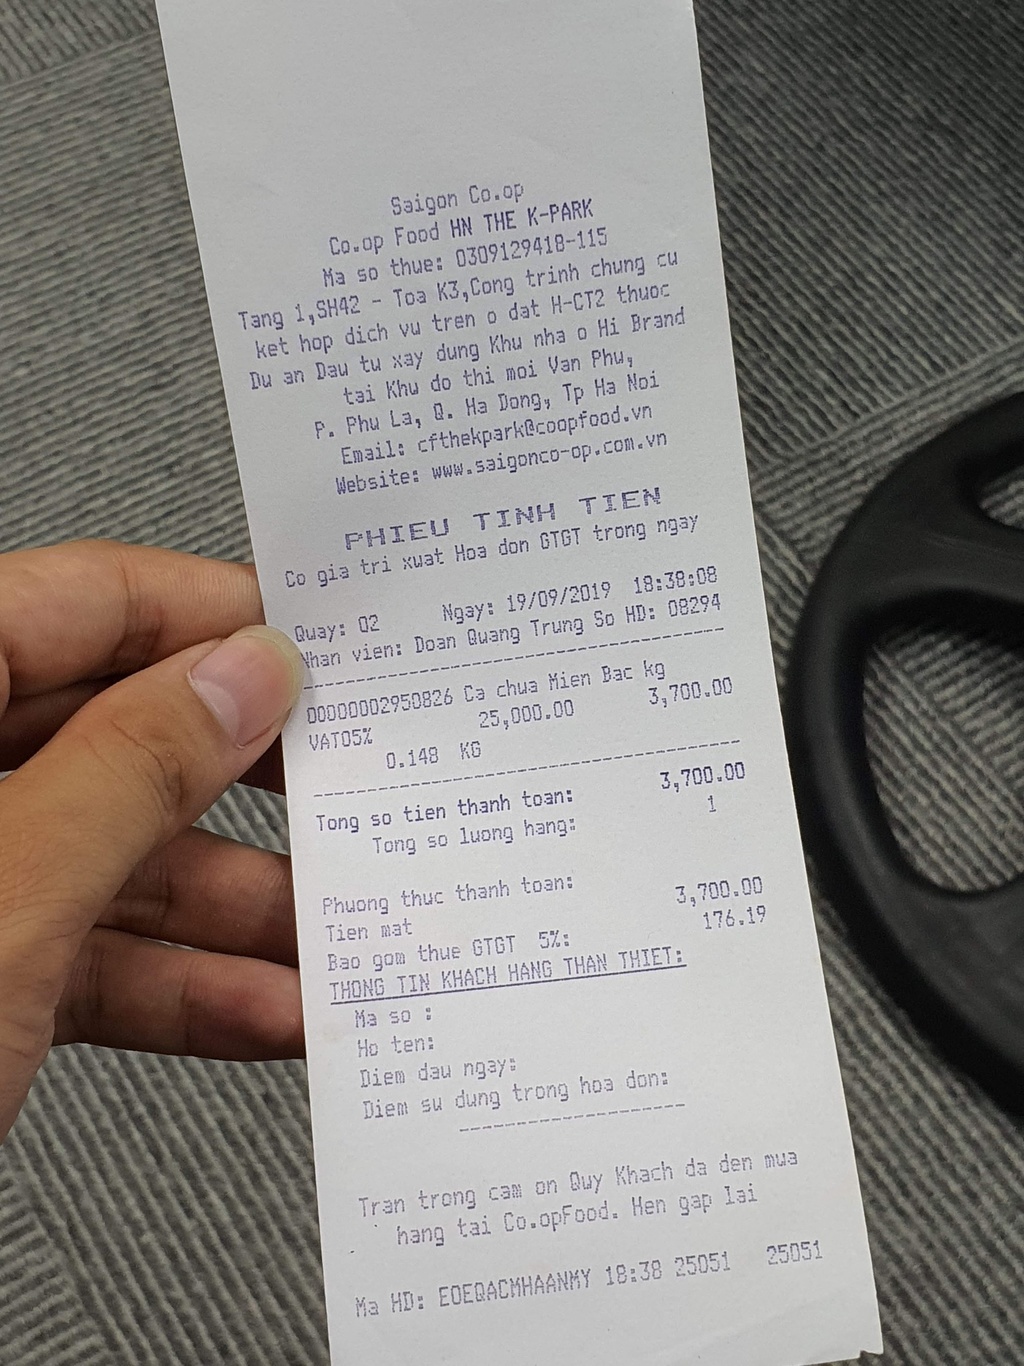 Saigon Co.op
Co.op Food HN THE K-PARK
Ma so thue: 0309129418-115
Tang 1,SH42 - Toa K3,Cong trinh chung cu
ket hop dich vu tren o dat H-CT2 thuoc
Du an Dau tu xay dung Khu nha o Hi Brand
tai Khu do thi moi Van Phu,
P. Phu La, Q. Ha Dong, Tp Ha Noi
Email: cfthekpark@coopfood.vn
Website: www.saigonco-op.com.vn
PHIEU TINH TIEN
Co gia tri xuat Hoa don GTGT trong ngay
Quay: 02 Ngay: 19/09/2019 18:38:08
Nhan vien: Doan Quang Trung So HD: 08294
00000002950826 Ca chua Mien Bac kg
VAT05% 25,000.00 3,700.00
0.148 KG
Tong so tien thanh toan: 3,700.00
Tong so luong hang: 1
Phuong thuc thanh toan:
Tien mat 3,700.00
Bao gom thue GTGT 5%: 176.19
THONG TIN KHACH HANG THAN THIET:
Ma so :
Ho ten:
Diem dau ngay:
Diem su dung trong hoa don:
Tran trong cam on Quy Khach da den mua
hang tai Co.opFood. Hen gap lai
Ma HD: EOEQACMHAANMY 18:38 25051 25051